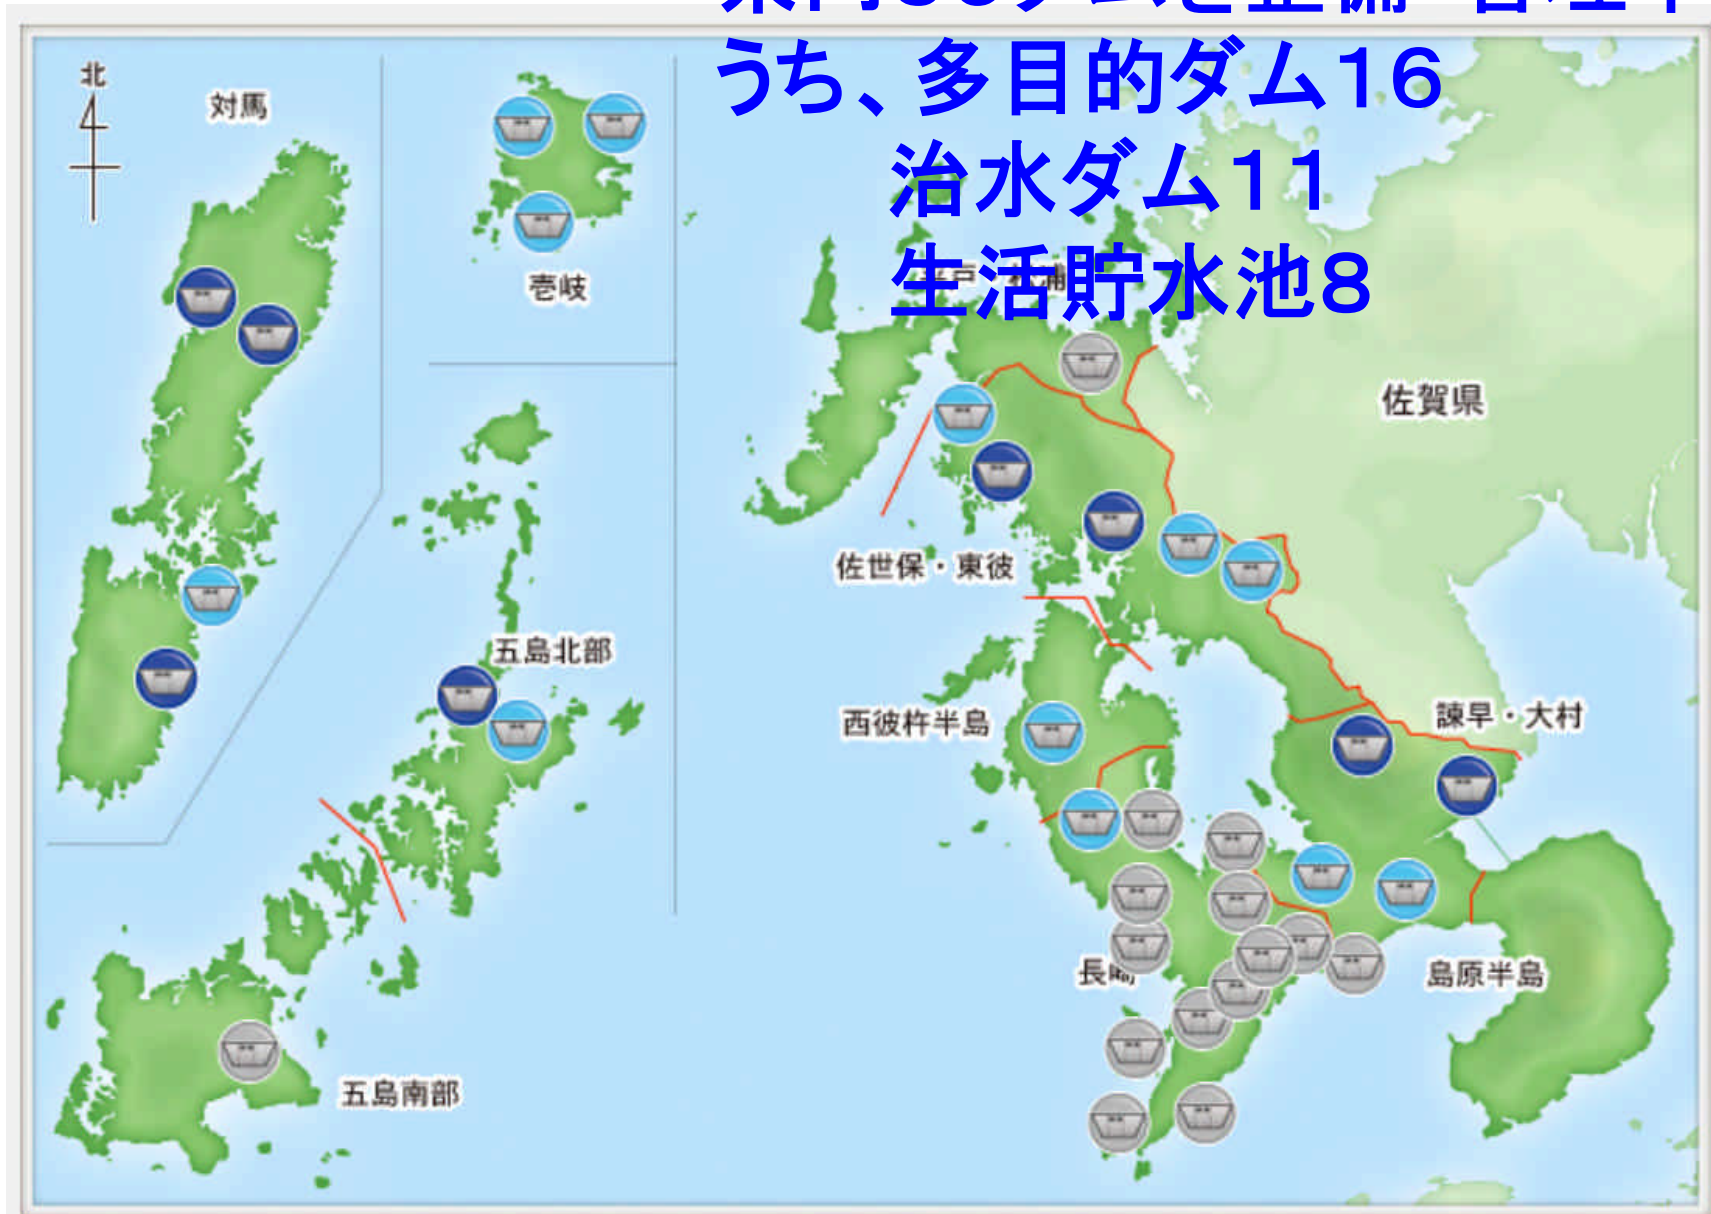 うち、多目的ダム16
治水ダム11
生活貯水池8
北
対馬
壱岐
佐賀県
佐世保・東彼
五島北部
西彼杵半島
諫早・大村
長崎
島原半島
五島南部